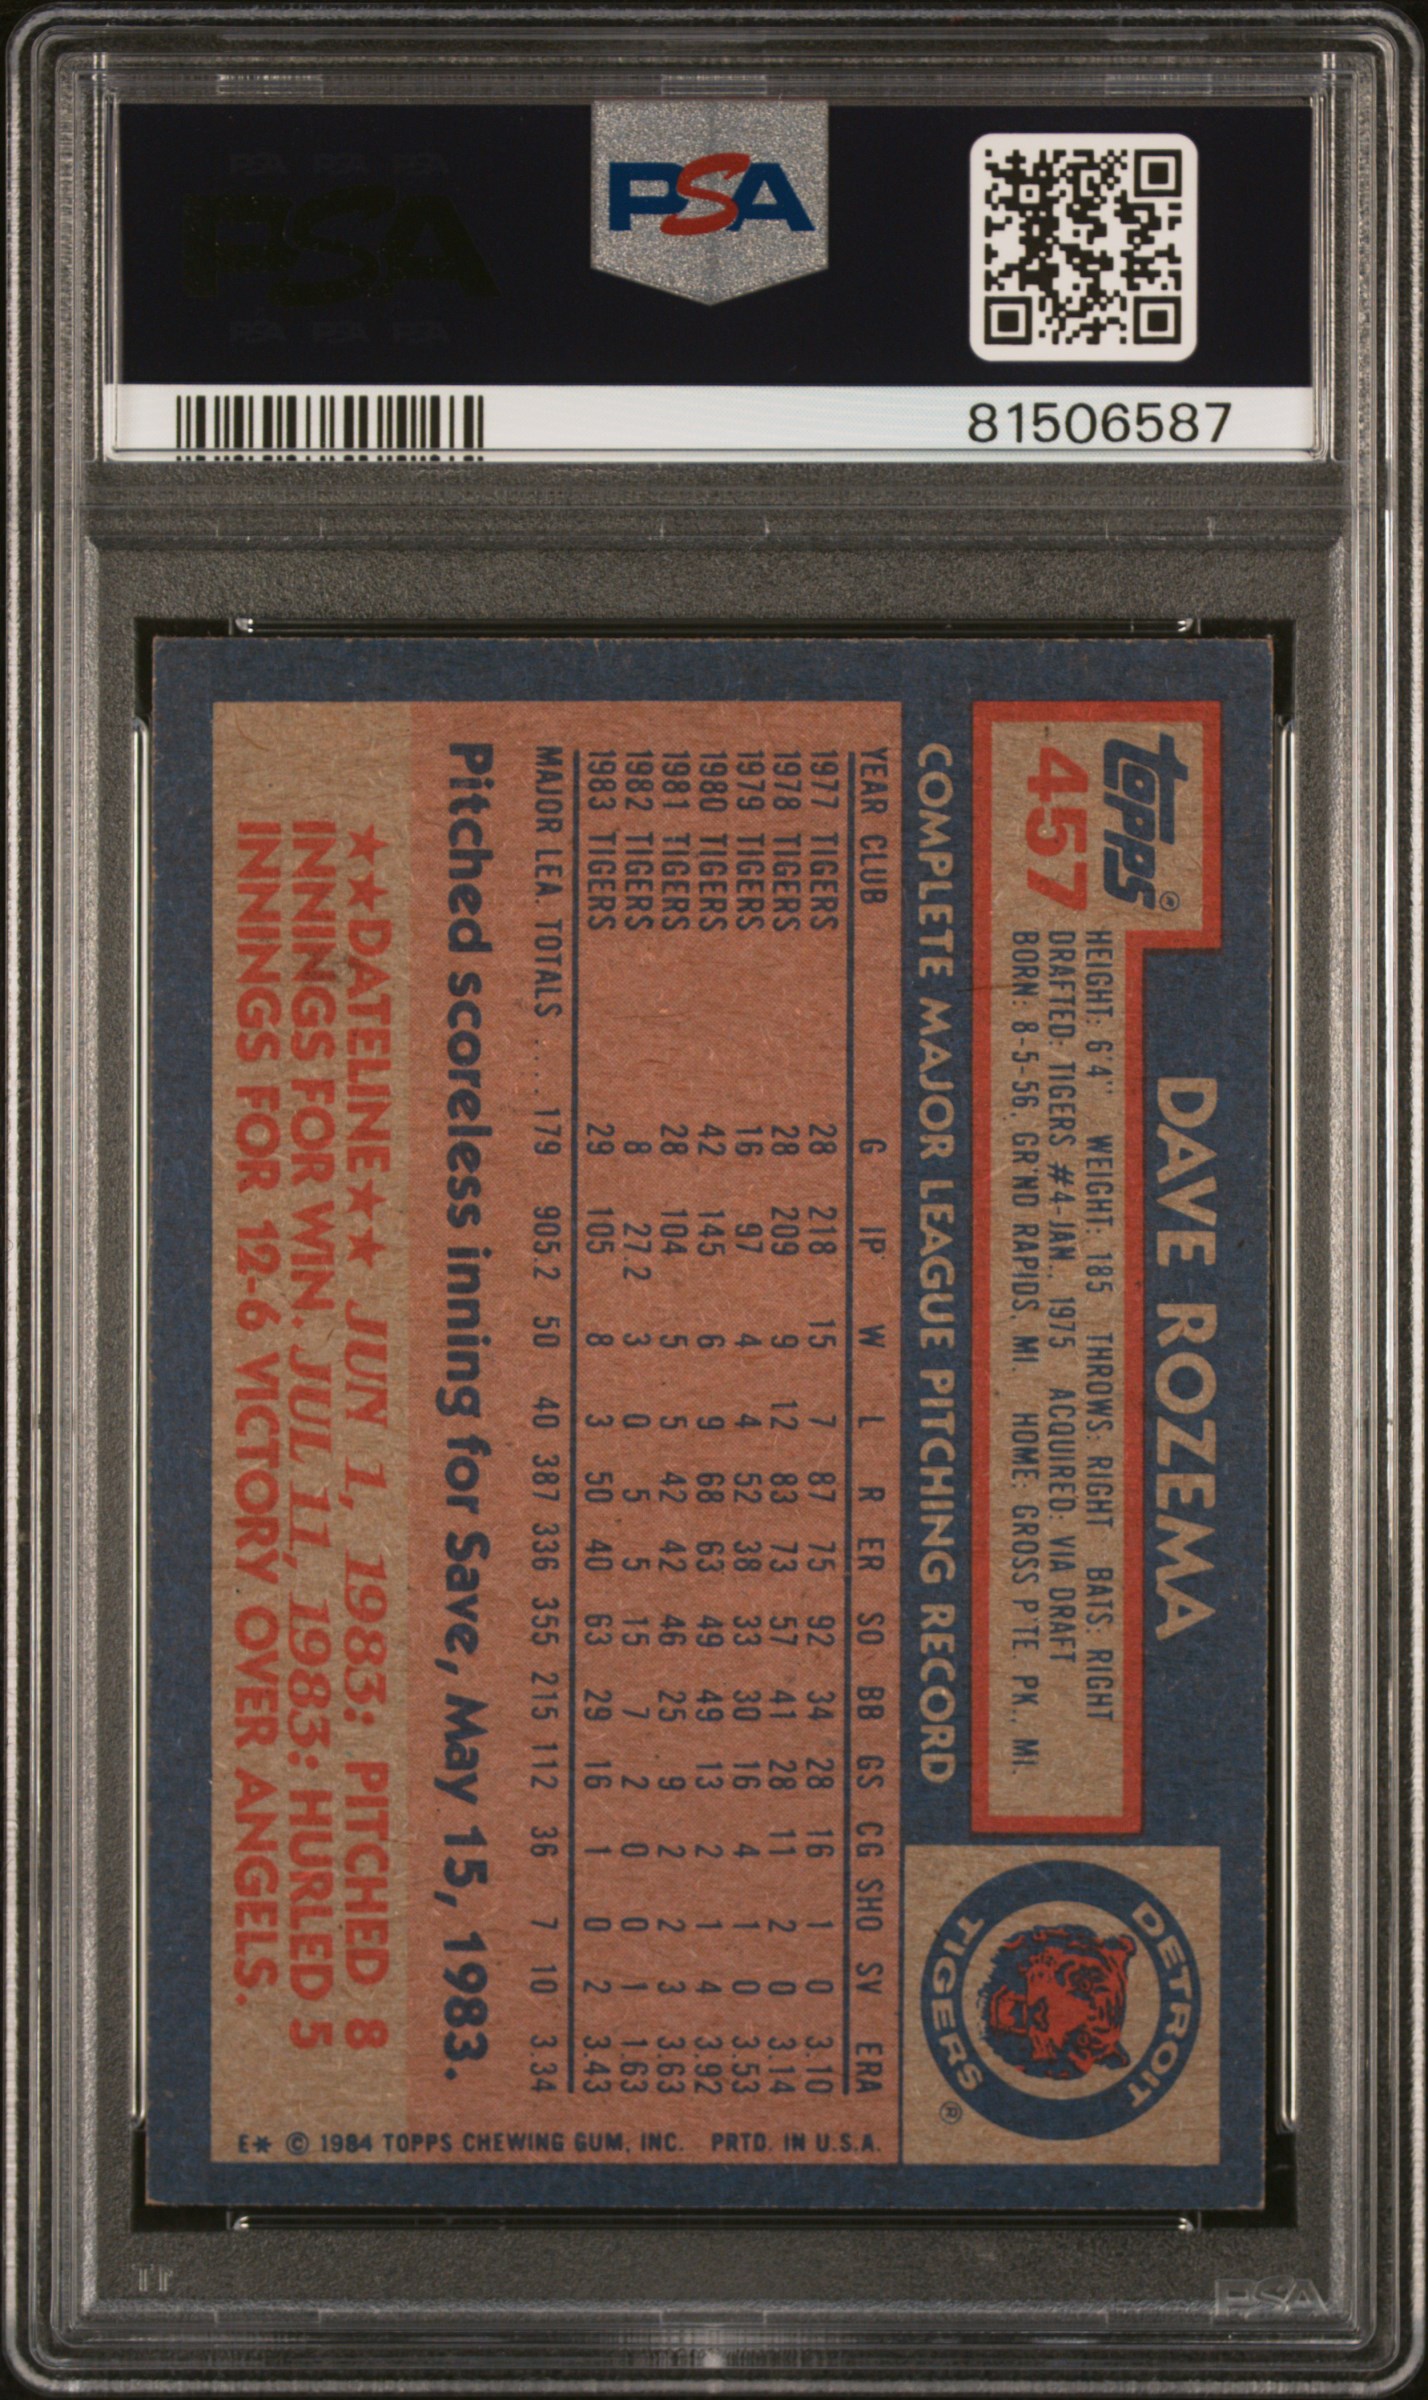 PSA PSA PSA
PSA
PSA PSA PSA
PSA
81506587
DAVE ROZEMA
topps®
457
HEIGHT: 6'4" WEIGHT: 185 THROWS: RIGHT BATS: RIGHT
DRAFTED: TIGERS #4-JAN., 1975 ACQUIRED: VIA DRAFT
BORN: 8-5-56, GR'ND RAPIDS, MI. HOME: GROSS P'TE. PK., MI.
DETROIT
TIGERS ®
COMPLETE MAJOR LEAGUE PITCHING RECORD
YEAR CLUB G IP W L R ER SO BB GS CG SHO SV ERA
1977 TIGERS 28 218 15 7 87 75 92 34 28 16 1 0 3.10
1978 TIGERS 28 209 9 12 83 73 57 41 28 11 2 0 3.14
1979 TIGERS 16 97 4 4 52 38 33 30 16 4 1 0 3.53
1980 TIGERS 42 145 6 9 68 63 49 49 13 2 1 4 3.92
1981 TIGERS 28 104 5 5 42 42 46 25 9 2 2 3 3.63
1982 TIGERS 8 27.2 3 0 5 5 15 7 2 0 0 1 1.63
1983 TIGERS 29 105 8 3 50 40 63 29 16 1 0 2 3.43
MAJOR LEA. TOTALS .... 179 905.2 50 40 387 336 355 215 112 36 7 10 3.34
Pitched scoreless inning for Save, May 15, 1983.
★★DATELINE★★ JUN 1, 1983: PITCHED 8
INNINGS FOR WIN. JUL 11, 1983: HURLED 5
INNINGS FOR 12-6 VICTORY OVER ANGELS.
E* © 1984 TOPPS CHEWING GUM, INC. PRTD. IN U.S.A.
PSA